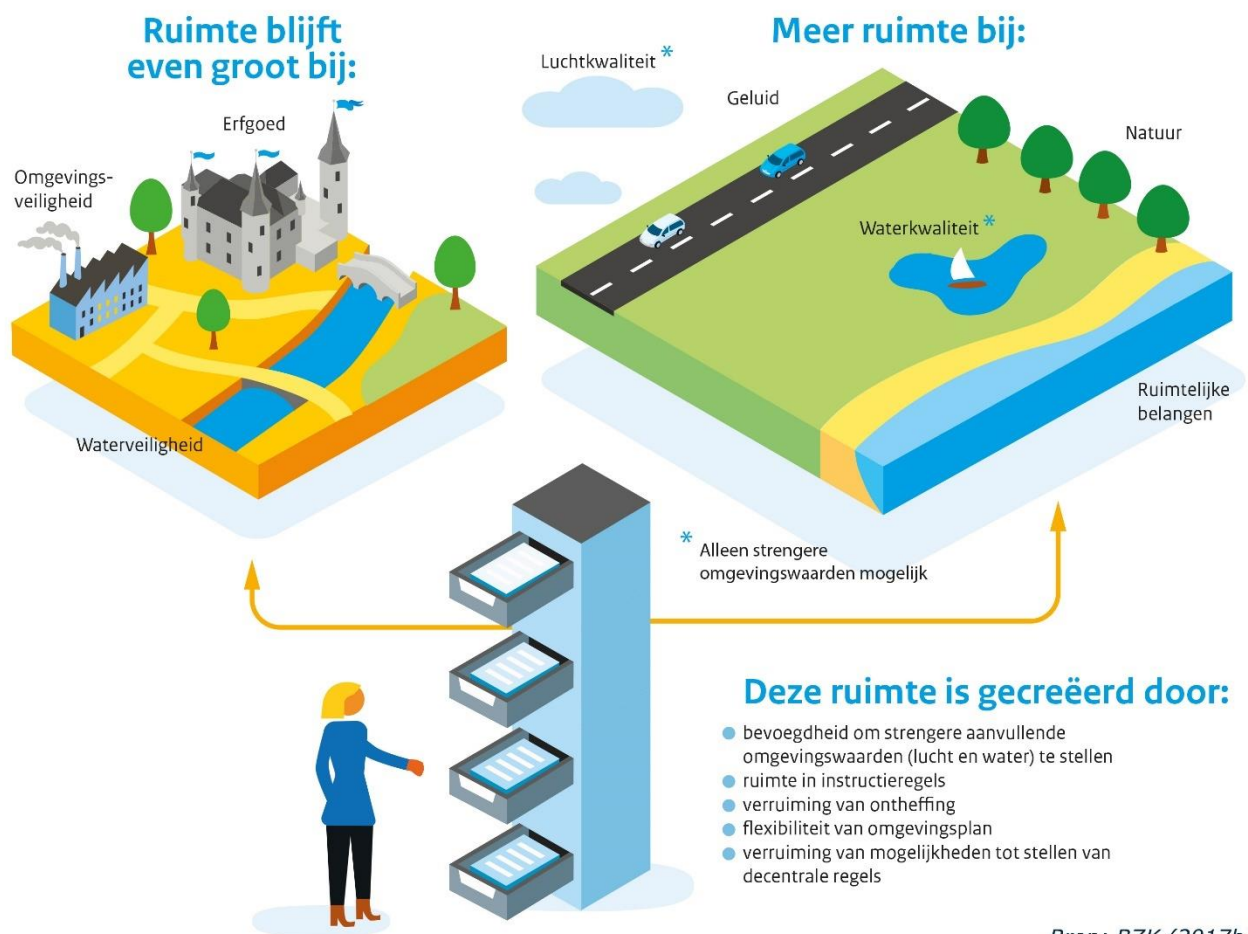 Ruimte blijft
even groot bij:
Erfgoed
Omgevings-
veiligheid
Waterveiligheid
Meer ruimte bij:
Luchtkwaliteit *
Geluid
Natuur
Waterkwaliteit *
Ruimtelijke
belangen
* Alleen strengere
omgevingswaarden mogelijk
Deze ruimte is gecreëerd door:
bevoegdheid om strengere aanvullende
omgevingswaarden (lucht en water) te stellen
ruimte in instructieregels
verruiming van ontheffing
flexibiliteit van omgevingsplan
verruiming van mogelijkheden tot stellen van
decentrale regels